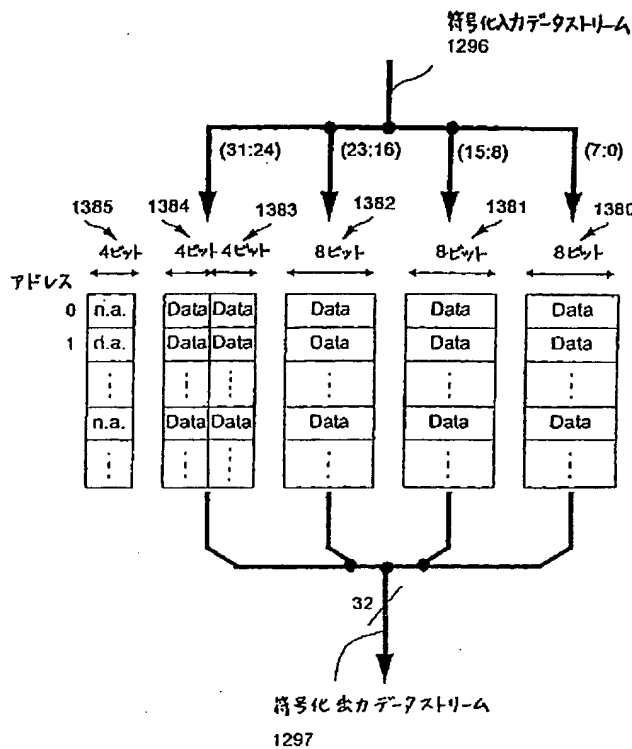 符号化入力データストリーム
1296
(31:24) (23:16) (15:8) (7:0)
1385 1384 1383 1382 1381 1380
4ビット 4ビット 4ビット 8ビット 8ビット 8ビット
アドレス
0 n.a. Data Data Data Data Data
1 n.a. Data Data Data Data Data
n.a. Data Data Data Data Data
32
符号化出力データストリーム
1297